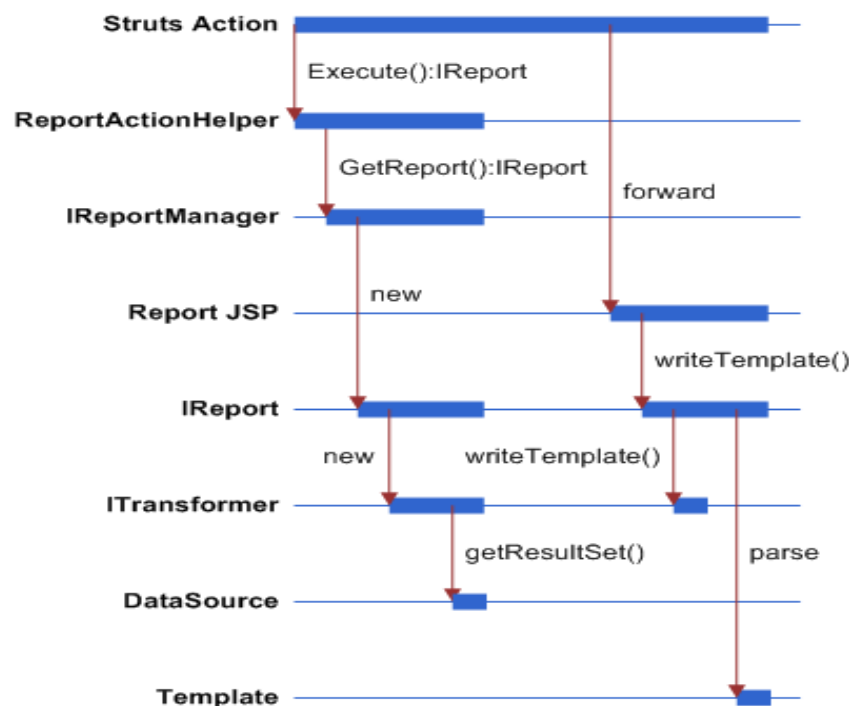 Struts Action
Execute():IReport
ReportActionHelper
GetReport():IReport
forward
IReportManager
new
Report JSP
writeTemplate()
IReport
new
writeTemplate()
ITransformer
getResultSet()
parse
DataSource
Template